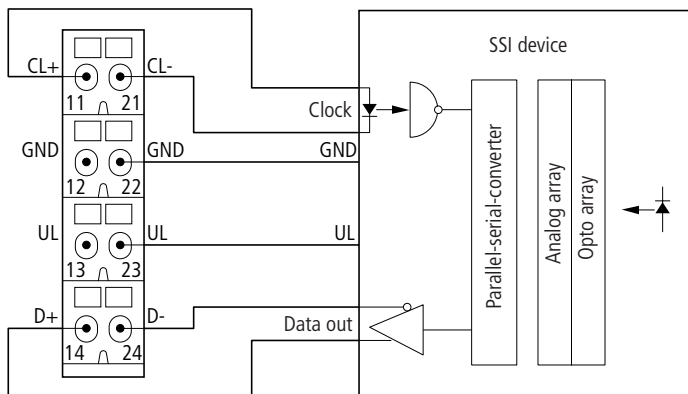 SSI device
CL+ CL-
11 21
Clock
GND GND GND
12 22
UL UL UL
13 23
D+ D-
14 24
Data out
Parallel-serial-converter
Analog array
Opto array